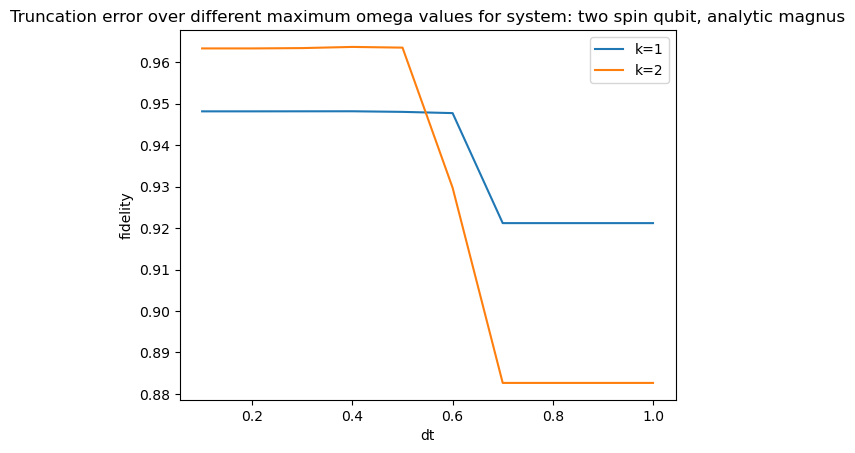 Truncation error over different maximum omega values for system: two spin qubit, analytic magnus
k=1
k=2
fidelity
0.96
0.95
0.94
0.93
0.92
0.91
0.90
0.89
0.88
0.2
0.4
0.6
0.8
1.0
dt